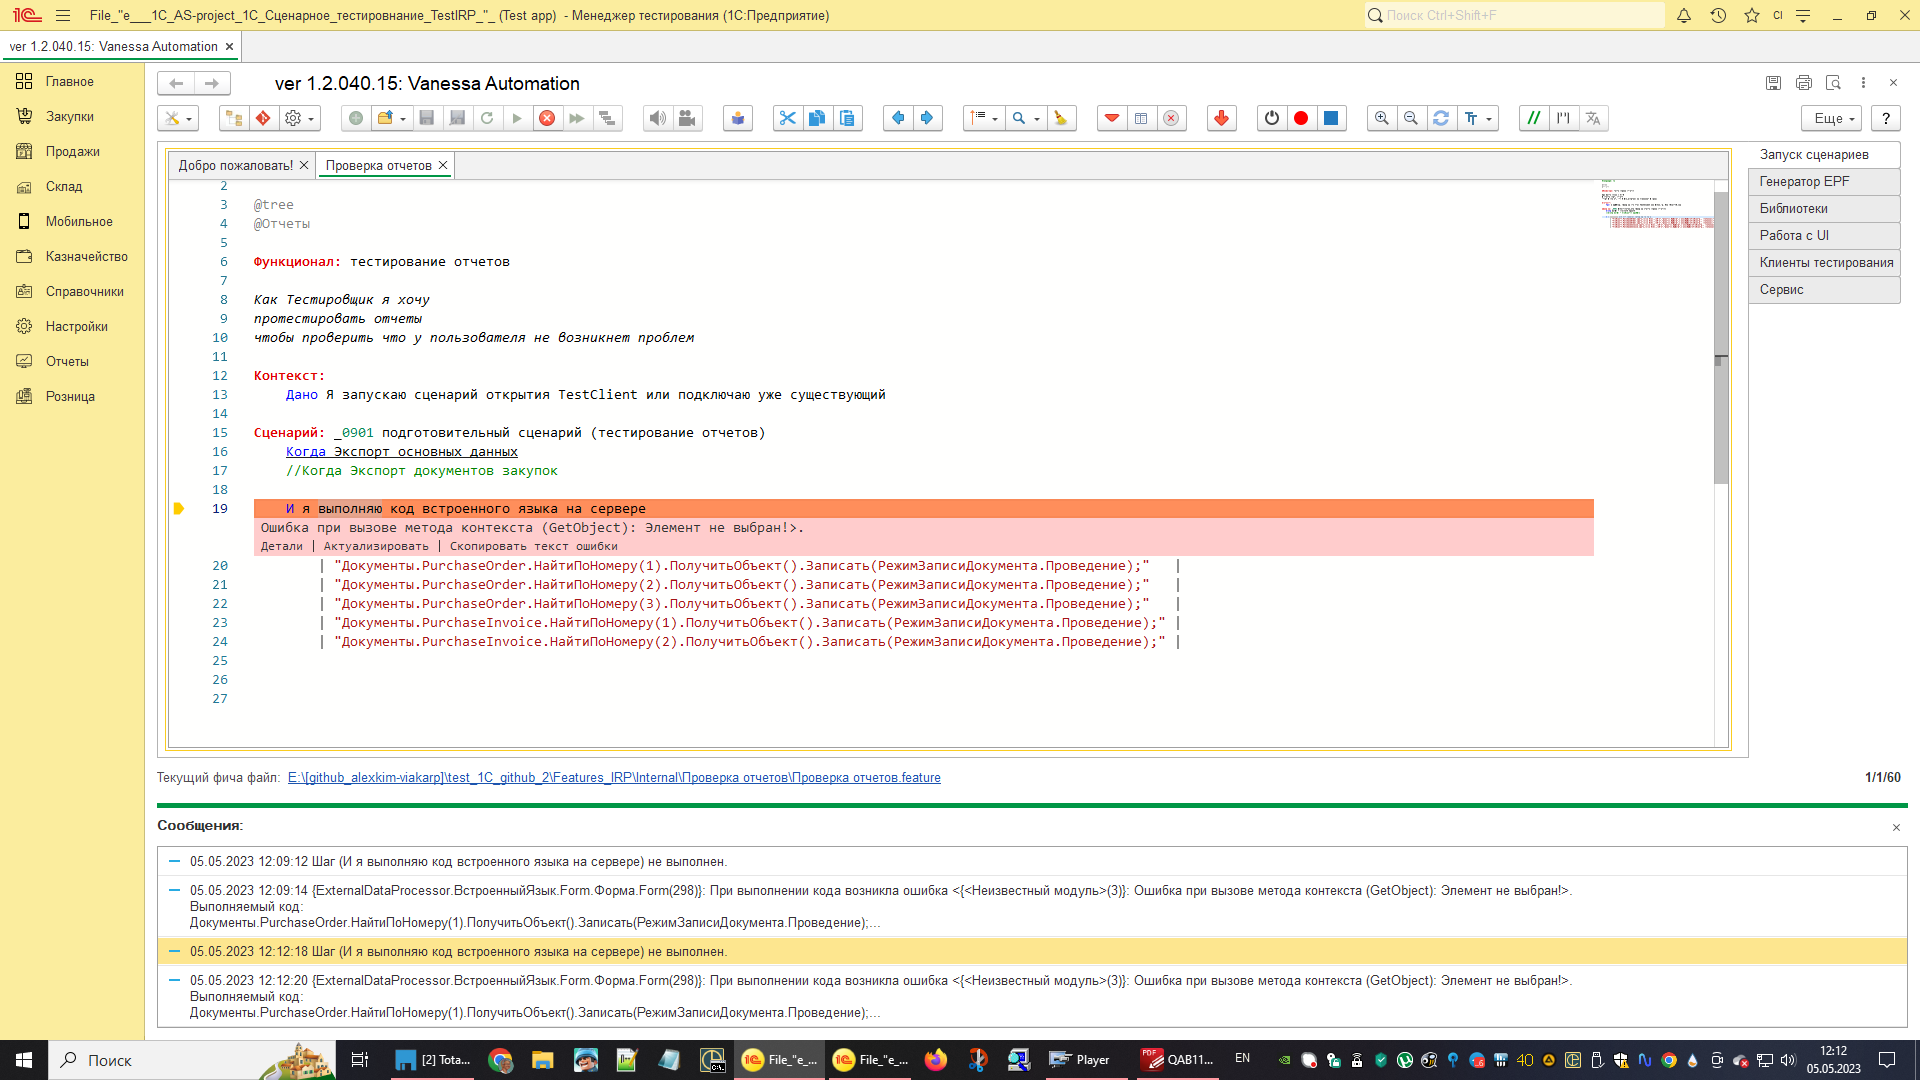 File_"e___1C_AS-project_1C_Сценарное_тестировнание_TestIRP_"_ (Test app) - Менеджер тестирования (1С:Предприятие)
Поиск Ctrl+Shift+F
CI
ver 1.2.040.15: Vanessa Automation
Главное
Закупки
Продажи
Склад
Мобильное
Казначейство
Справочники
Настройки
Отчеты
Розница
ver 1.2.040.15: Vanessa Automation
Еще
?
Добро пожаловать!
Проверка отчетов
2
3 @tree
4 @Отчеты
5
6 Функционал: тестирование отчетов
7
8 Как Тестировщик я хочу
9 протестировать отчеты
10 чтобы проверить что у пользователя не возникнет проблем
11
12 Контекст:
13 Дано Я запускаю сценарий открытия TestClient или подключаю уже существующий
14
15 Сценарий: _0901 подготовительный сценарий (тестирование отчетов)
16 Когда Экспорт основных данных
17 //Когда Экспорт документов закупок
18
19 И я выполняю код встроенного языка на сервере
Ошибка при вызове метода контекста (GetObject): Элемент не выбран!>.
Детали | Актуализировать | Скопировать текст ошибки
20 | "Документы.PurchaseOrder.НайтиПоНомеру(1).ПолучитьОбъект().Записать(РежимЗаписиДокумента.Проведение);" |
21 | "Документы.PurchaseOrder.НайтиПоНомеру(2).ПолучитьОбъект().Записать(РежимЗаписиДокумента.Проведение);" |
22 | "Документы.PurchaseOrder.НайтиПоНомеру(3).ПолучитьОбъект().Записать(РежимЗаписиДокумента.Проведение);" |
23 | "Документы.PurchaseInvoice.НайтиПоНомеру(1).ПолучитьОбъект().Записать(РежимЗаписиДокумента.Проведение);" |
24 | "Документы.PurchaseInvoice.НайтиПоНомеру(2).ПолучитьОбъект().Записать(РежимЗаписиДокумента.Проведение);" |
25
26
27
Запуск сценариев
Генератор EPF
Библиотеки
Работа с UI
Клиенты тестирования
Сервис
Текущий фича файл: E:\[github_alexkim-viakarp]\test_1C_github_2\Features_IRP\Internal\Проверка отчетов\Проверка отчетов.feature
1/1/60
Сообщения:
05.05.2023 12:09:12 Шаг (И я выполняю код встроенного языка на сервере) не выполнен.
05.05.2023 12:09:14 {ExternalDataProcessor.ВстроенныйЯзык.Form.Форма.Form(298)}: При выполнении кода возникла ошибка <{<Неизвестный модуль>(3)}: Ошибка при вызове метода контекста (GetObject): Элемент не выбран!>.
Выполняемый код:
Документы.PurchaseOrder.НайтиПоНомеру(1).ПолучитьОбъект().Записать(РежимЗаписиДокумента.Проведение);...
05.05.2023 12:12:18 Шаг (И я выполняю код встроенного языка на сервере) не выполнен.
05.05.2023 12:12:20 {ExternalDataProcessor.ВстроенныйЯзык.Form.Форма.Form(298)}: При выполнении кода возникла ошибка <{<Неизвестный модуль>(3)}: Ошибка при вызове метода контекста (GetObject): Элемент не выбран!>.
Выполняемый код:
Документы.PurchaseOrder.НайтиПоНомеру(1).ПолучитьОбъект().Записать(РежимЗаписиДокумента.Проведение);...
Поиск
[2] Tota...
File_"e_...
File_"e_...
Player
PDF QAB11...
EN
40
12:12
05.05.2023